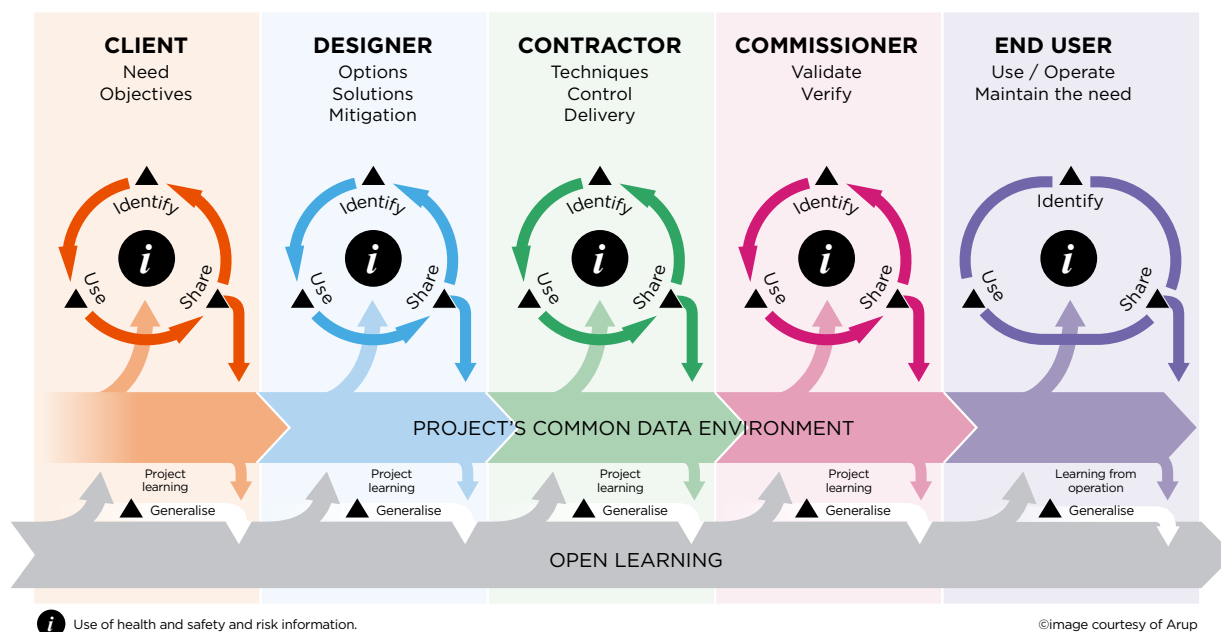 CLIENT
Need
Objectives
DESIGNER
Options
Solutions
Mitigation
CONTRACTOR
Techniques
Control
Delivery
COMMISSIONER
Validate
Verify
END USER
Use / Operate
Maintain the need
Identify
i
Use
Share
Identify
i
Use
Share
Identify
i
Use
Share
Identify
i
Use
Share
Identify
i
Use
Share
PROJECT'S COMMON DATA ENVIRONMENT
Project
learning
Generalise
Project
learning
Generalise
Project
learning
Generalise
Project
learning
Generalise
Learning from
operation
Generalise
OPEN LEARNING
i Use of health and safety and risk information.
©image courtesy of Arup